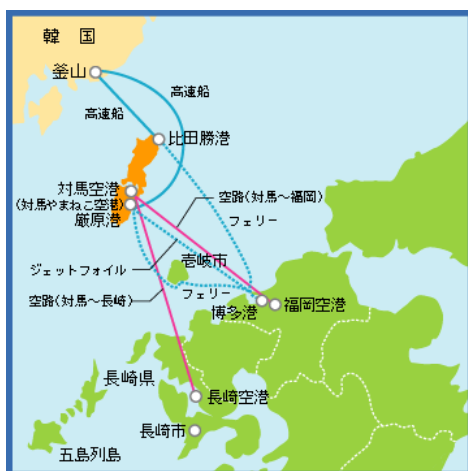 韓 国
釜山
高速船
高速船
比田勝港
対馬空港
(対馬やまねこ空港)
厳原港
空路(対馬～福岡)
フェリー
ジェットフォイル
壱岐市
空路(対馬～長崎)
フェリー
博多港
福岡空港
長崎県
長崎空港
長崎市
五島列島